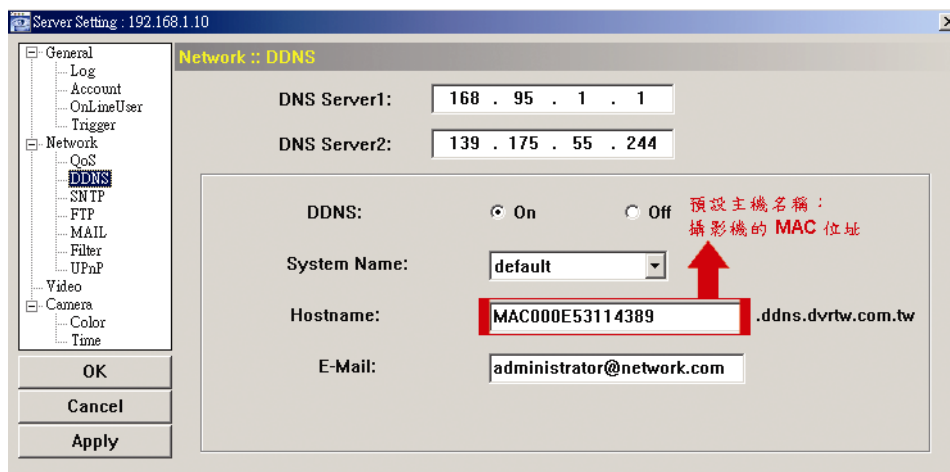 Server Setting : 192.168.1.10
General
Log
Account
OnLineUser
Trigger
Network
QoS
DDNS
SNTP
FTP
MAIL
Filter
UPnP
Video
Camera
Color
Time
OK
Cancel
Apply
Network :: DDNS
DNS Server1: 168 . 95 . 1 . 1
DNS Server2: 139 . 175 . 55 . 244
DDNS: On Off
預設主機名稱：
攝影機的 MAC 位址
System Name: default
Hostname: MAC000E53114389 .ddns.dvrtw.com.tw
E-Mail: administrator@network.com